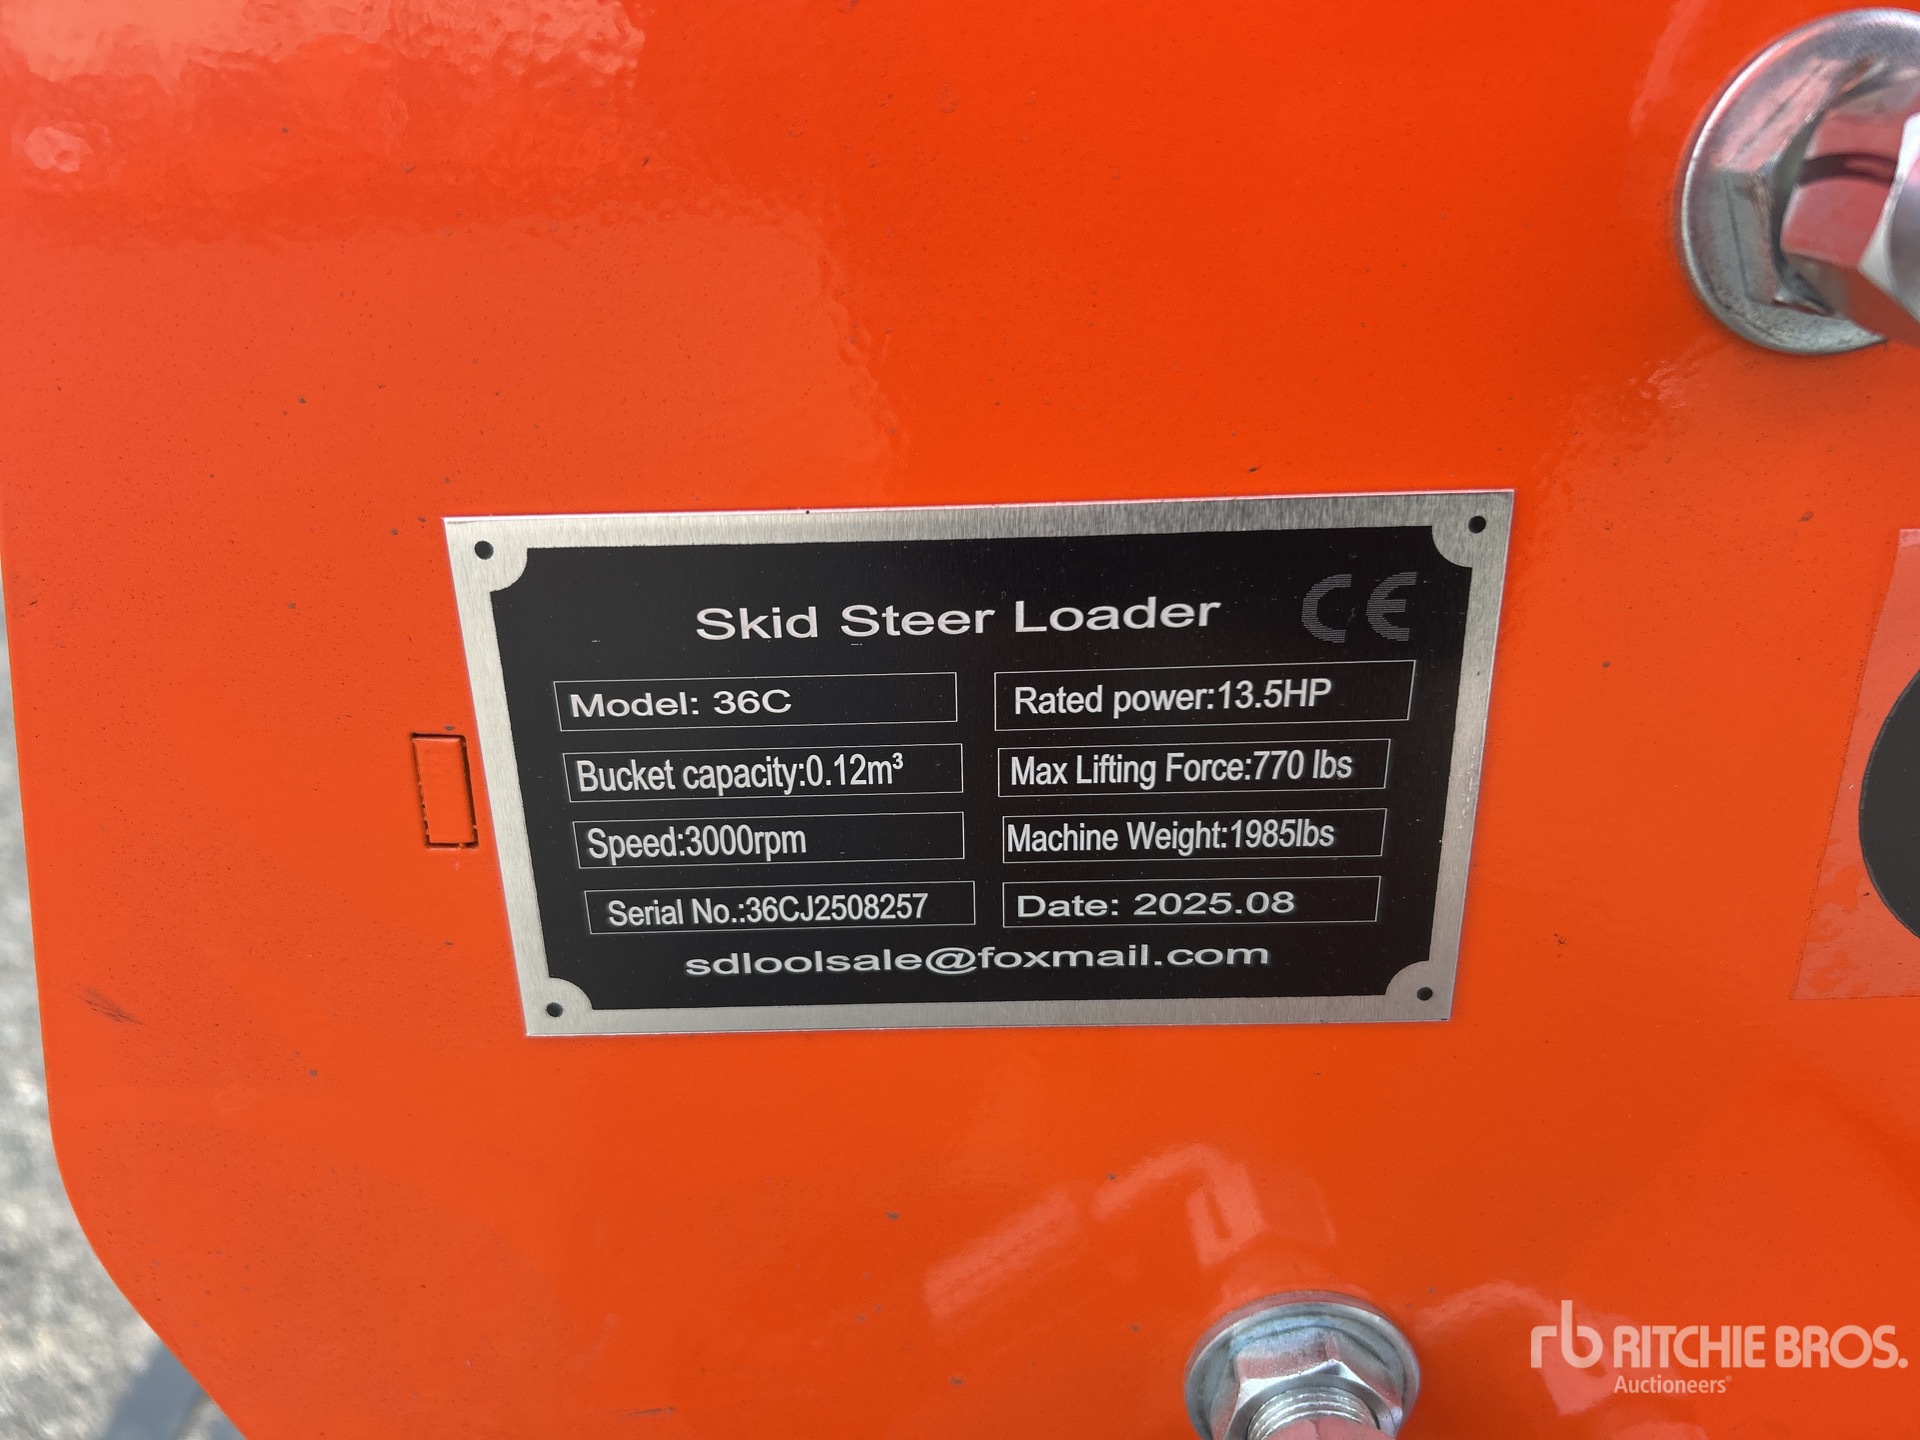 Skid Steer Loader CE
Model: 36C
Rated power:13.5HP
Bucket capacity:0.12m³
Max Lifting Force:770 lbs
Speed:3000rpm
Machine Weight:1985lbs
Serial No.:36CJ2508257
Date: 2025.08
sdloolsale@foxmail.com
rb RITCHIE BROS.
Auctioneers®